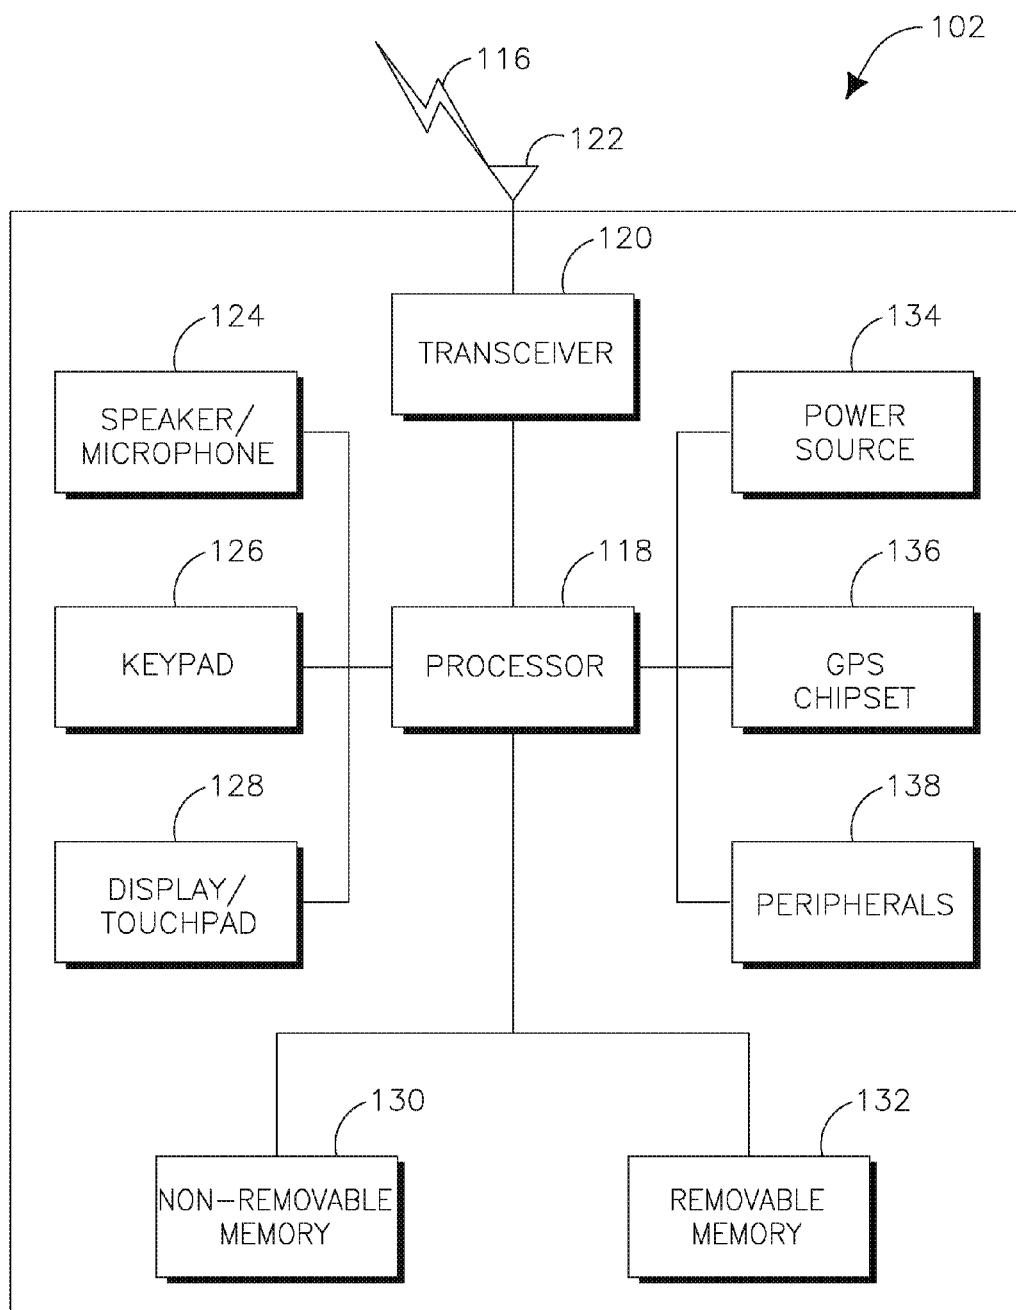 102
116
122
120
TRANSCEIVER
124
SPEAKER/
MICROPHONE
134
POWER
SOURCE
126
KEYPAD
118
PROCESSOR
136
GPS
CHIPSET
128
DISPLAY/
TOUCHPAD
138
PERIPHERALS
130
NON-REMOVABLE
MEMORY
132
REMOVABLE
MEMORY